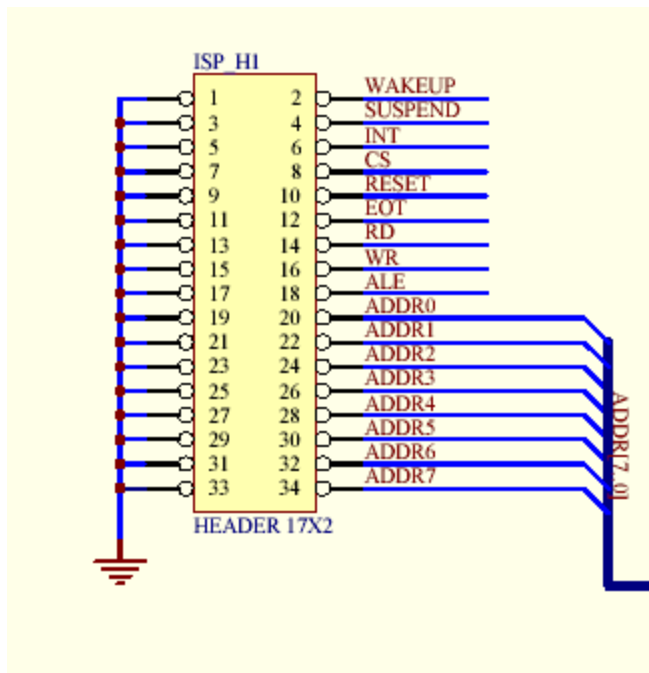 ISP_H1
1 2 WAKEUP
3 4 SUSPEND
5 6 INT
7 8 CS
9 10 RESET
11 12 EOT
13 14 RD
15 16 WR
17 18 ALE
19 20 ADDR0
21 22 ADDR1
23 24 ADDR2
25 26 ADDR3
27 28 ADDR4
29 30 ADDR5
31 32 ADDR6
33 34 ADDR7
HEADER 17X2
ADDR[7..0]